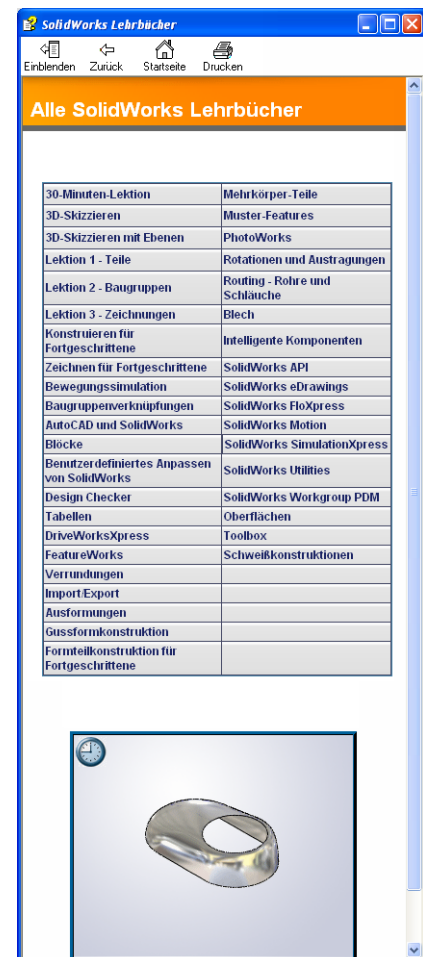 SolidWorks Lehrbücher
Einblenden Zurück Startseite Drucken
Alle SolidWorks Lehrbücher
30-Minuten-Lektion Mehrkörper-Teile
3D-Skizzieren Muster-Features
3D-Skizzieren mit Ebenen PhotoWorks
Lektion 1 - Teile Rotationen und Austragungen
Lektion 2 - Baugruppen Routing - Rohre und
Schläuche
Lektion 3 - Zeichnungen Blech
Konstruieren für
Fortgeschrittene Intelligente Komponenten
Zeichnen für Fortgeschrittene SolidWorks API
Bewegungssimulation SolidWorks eDrawings
Baugruppenverknüpfungen SolidWorks FloXpress
AutoCAD und SolidWorks SolidWorks Motion
Blöcke SolidWorks SimulationXpress
Benutzerdefiniertes Anpassen
von SolidWorks SolidWorks Utilities
Design Checker SolidWorks Workgroup PDM
Tabellen Oberflächen
DriveWorksXpress Toolbox
FeatureWorks Schweißkonstruktionen
Verrundungen
Import/Export
Ausformungen
Gussformkonstruktion
Formteilkonstruktion für
Fortgeschrittene